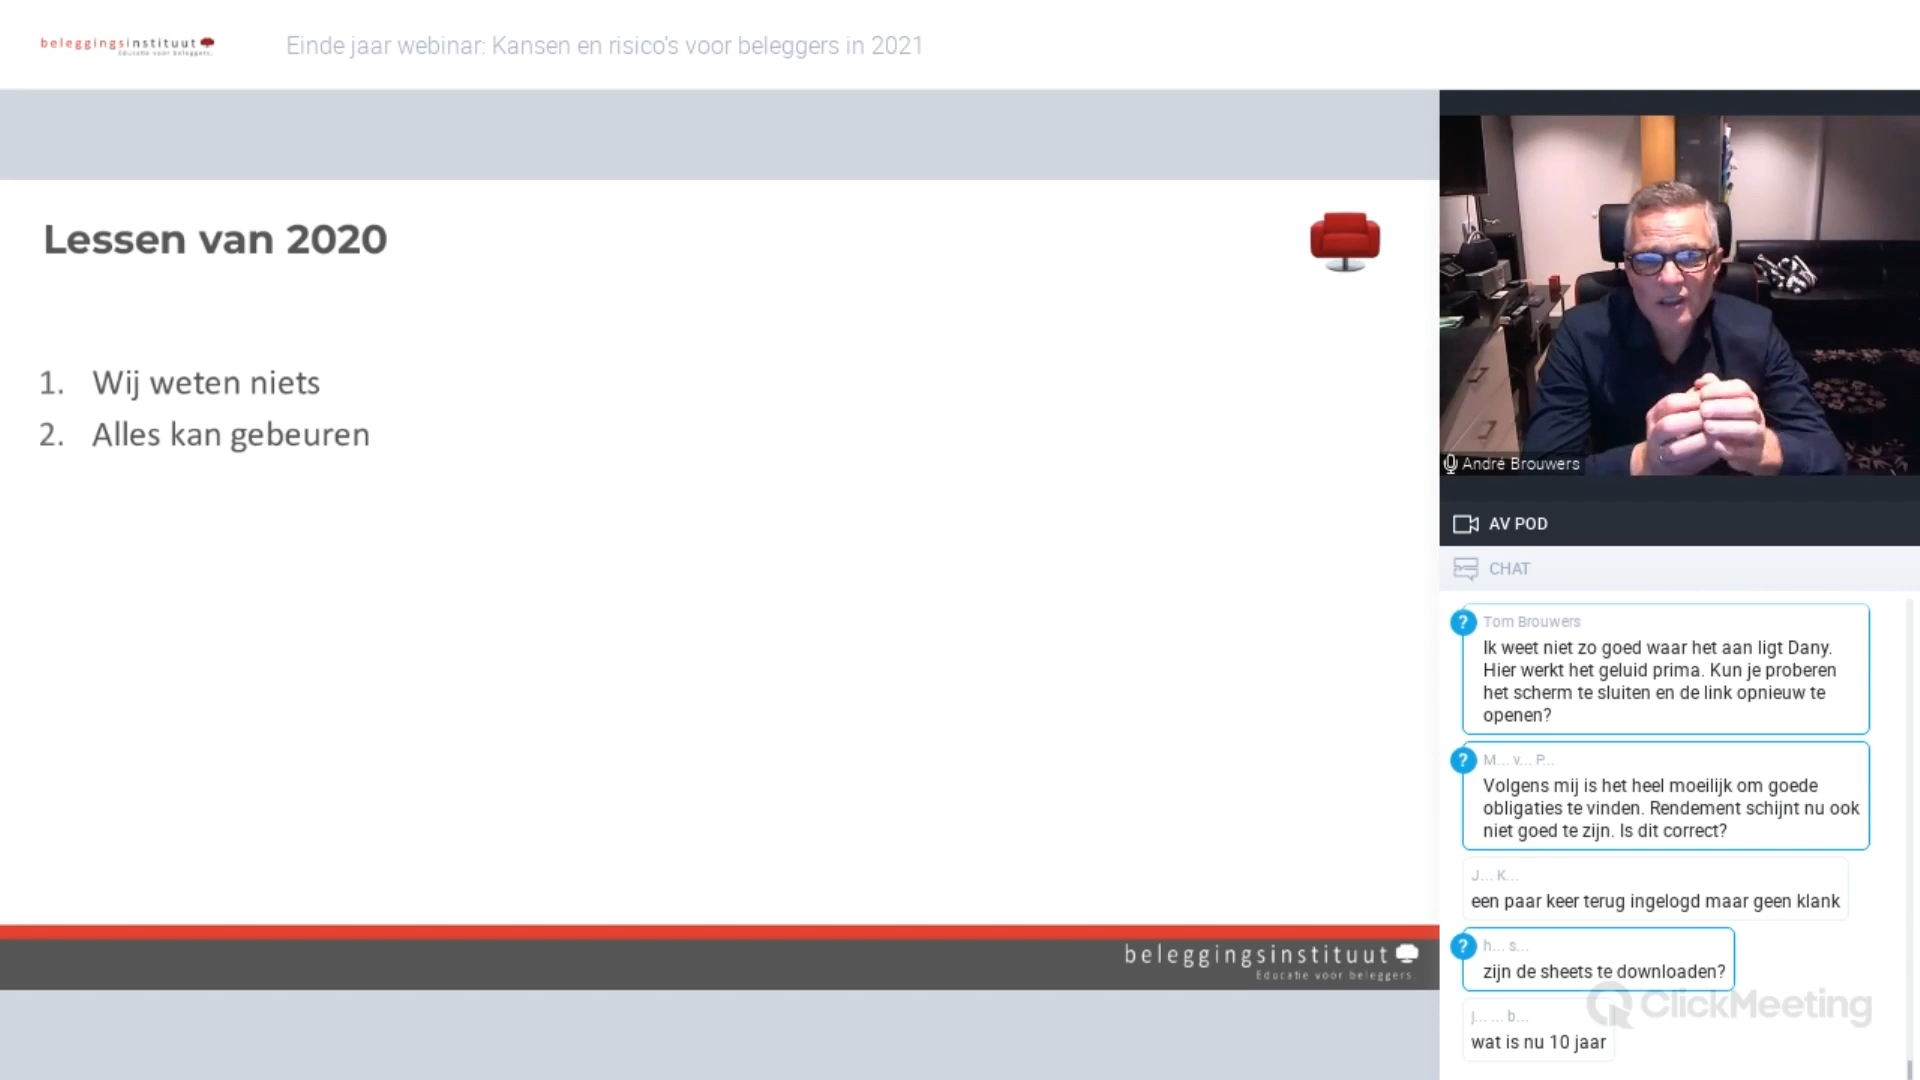 beleggingsinstituut
Educatie voor beleggers.
Einde jaar webinar: Kansen en risico's voor beleggers in 2021
Lessen van 2020
1. Wij weten niets
2. Alles kan gebeuren
beleggingsinstituut
Educatie voor beleggers.
André Brouwers
AV POD
CHAT
? Tom Brouwers
Ik weet niet zo goed waar het aan ligt Dany.
Hier werkt het geluid prima. Kun je proberen
het scherm te sluiten en de link opnieuw te
openen?
? M... v... P...
Volgens mij is het heel moeilijk om goede
obligaties te vinden. Rendement schijnt nu ook
niet goed te zijn. Is dit correct?
J... K...
een paar keer terug ingelogd maar geen klank
? h... s...
zijn de sheets te downloaden?
ClickMeeting
j... ... b...
wat is nu 10 jaar